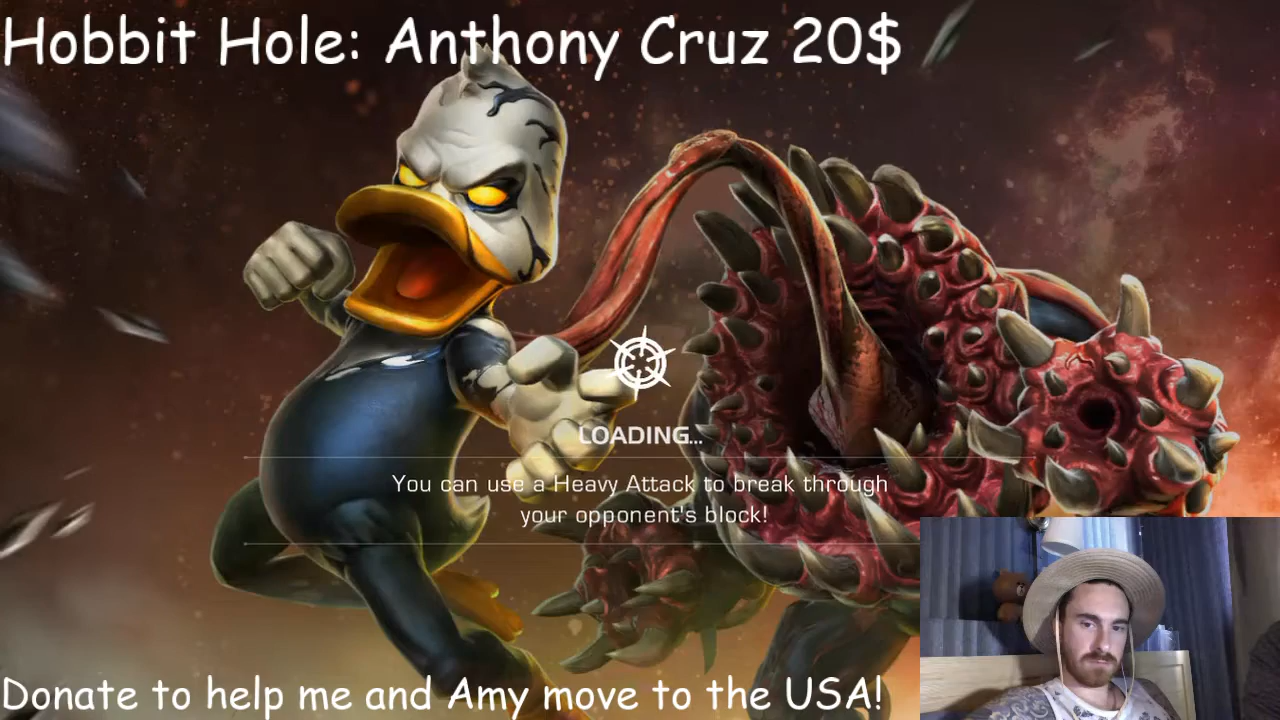 Hobbit Hole: Anthony Cruz 20$
LOADING...
You can use a Heavy Attack to break through
your opponent's block!
Donate to help me and Amy move to the USA!